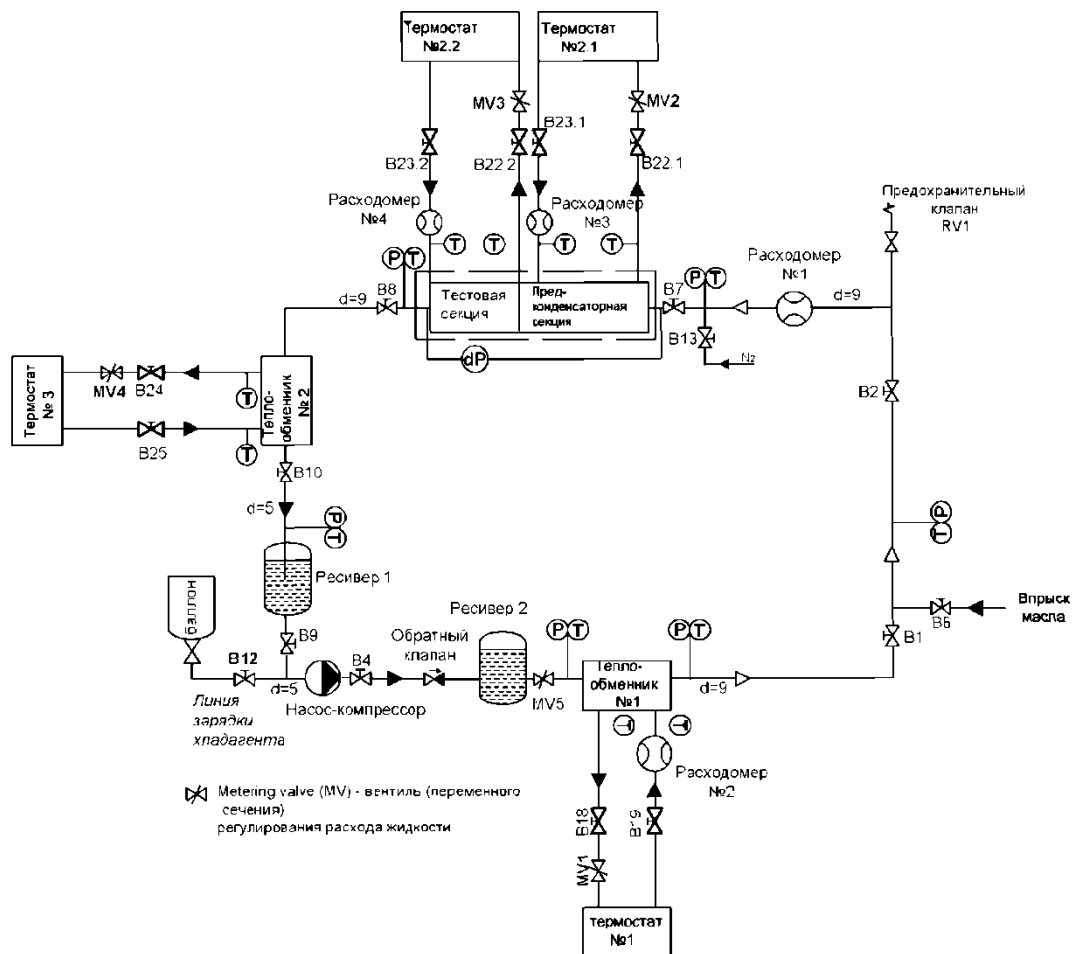 Термостат
№2.2
Термостат
№2.1
MV3
MV2
B23.1
B23.2
B22.2
B22.1
Расходомер
№4
Расходомер
№3
Предохранительный
клапан
RV1
T
T
T
T
P T
B8
d=9
Тестовая
секция
Пред-
конденсаторная
секция
B7
P T
Расходомер
№1
d=9
B13
N₂
dP
B2
Термостат
№3
MV4
B24
B25
T
T
Тепло-
обменник
№2
B10
d=5
P T
Ресивер 1
P T
баллон
B9
B12
d=5
Линия
зарядки
хпадагента
Насос-компрессор
B4
Обратный
клапан
Ресивер 2
MV5
P T
Тепло-
обменник
№1
P T
d=9
B1
B6
Впрыск
масла
T
T
Расходомер
№2
B18
B19
MV1
термостат
№1
Metering valve (MV) - вентиль (переменного
сечения)
регулирования расхода жидкости